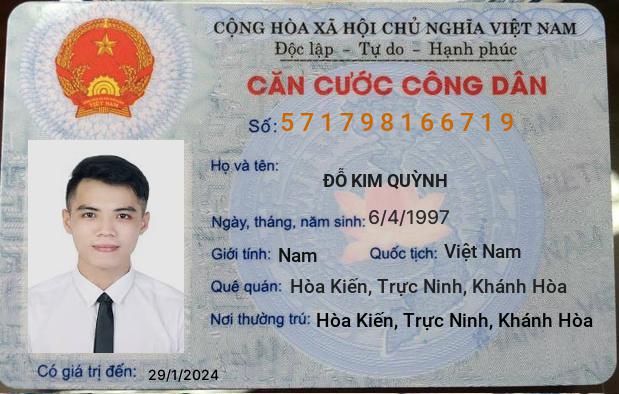 CỘNG HÒA XÃ HỘI CHỦ NGHĨA VIỆT NAM
Độc lập - Tự do - Hạnh phúc
CĂN CƯỚC CÔNG DÂN
Số: 571798166719
Họ và tên:
ĐỖ KIM QUỲNH
Ngày, tháng, năm sinh: 6/4/1997
Giới tính: Nam Quốc tịch: Việt Nam
Quê quán: Hòa Kiến, Trực Ninh, Khánh Hòa
Nơi thường trú: Hòa Kiến, Trực Ninh, Khánh Hòa
Có giá trị đến: 29/1/2024
VIỆT NAM